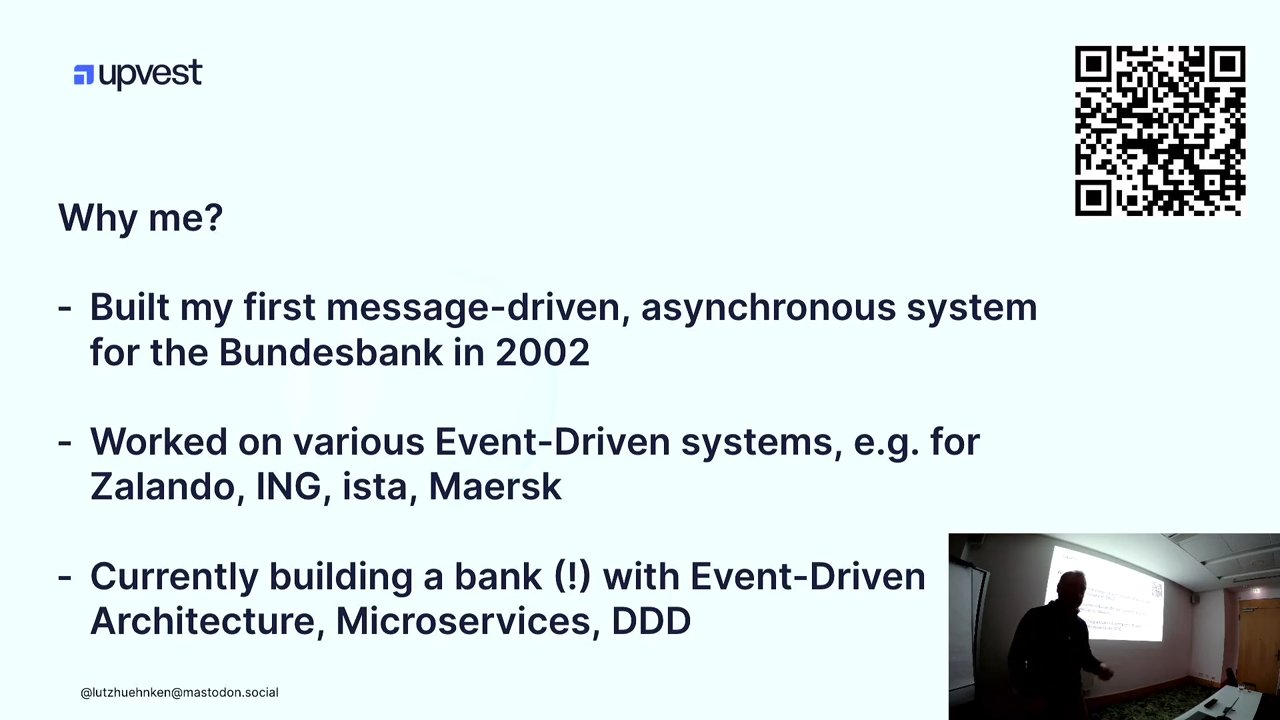 upvest
Why me?
- Built my first message-driven, asynchronous system
for the Bundesbank in 2002
- Worked on various Event-Driven systems, e.g. for
Zalando, ING, ista, Maersk
- Currently building a bank (!) with Event-Driven
Architecture, Microservices, DDD
@lutzhuehnken@mastodon.social